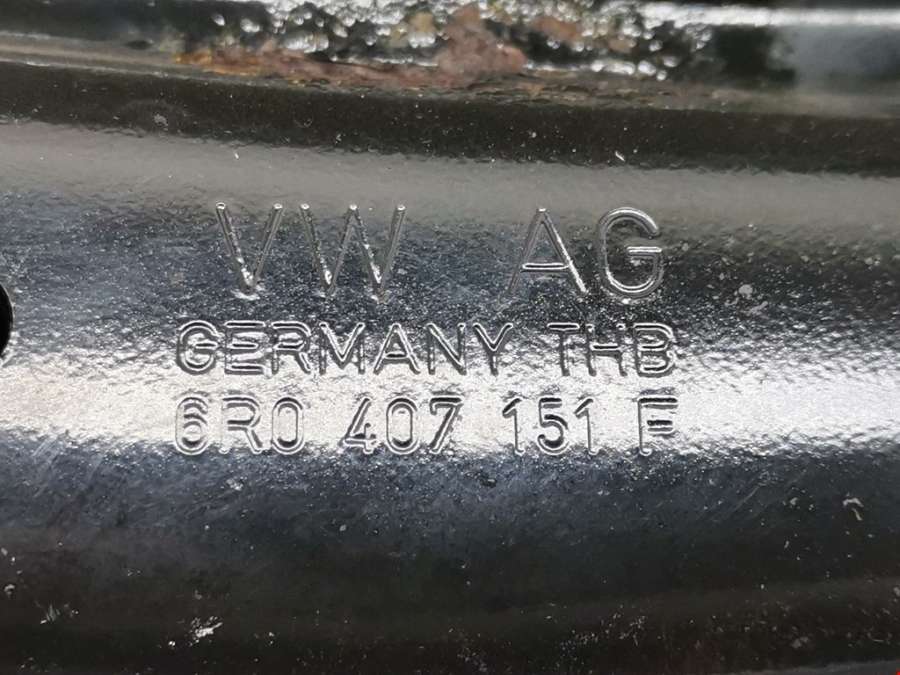 VW AG
GERMANY THB
6R0 407 151 F